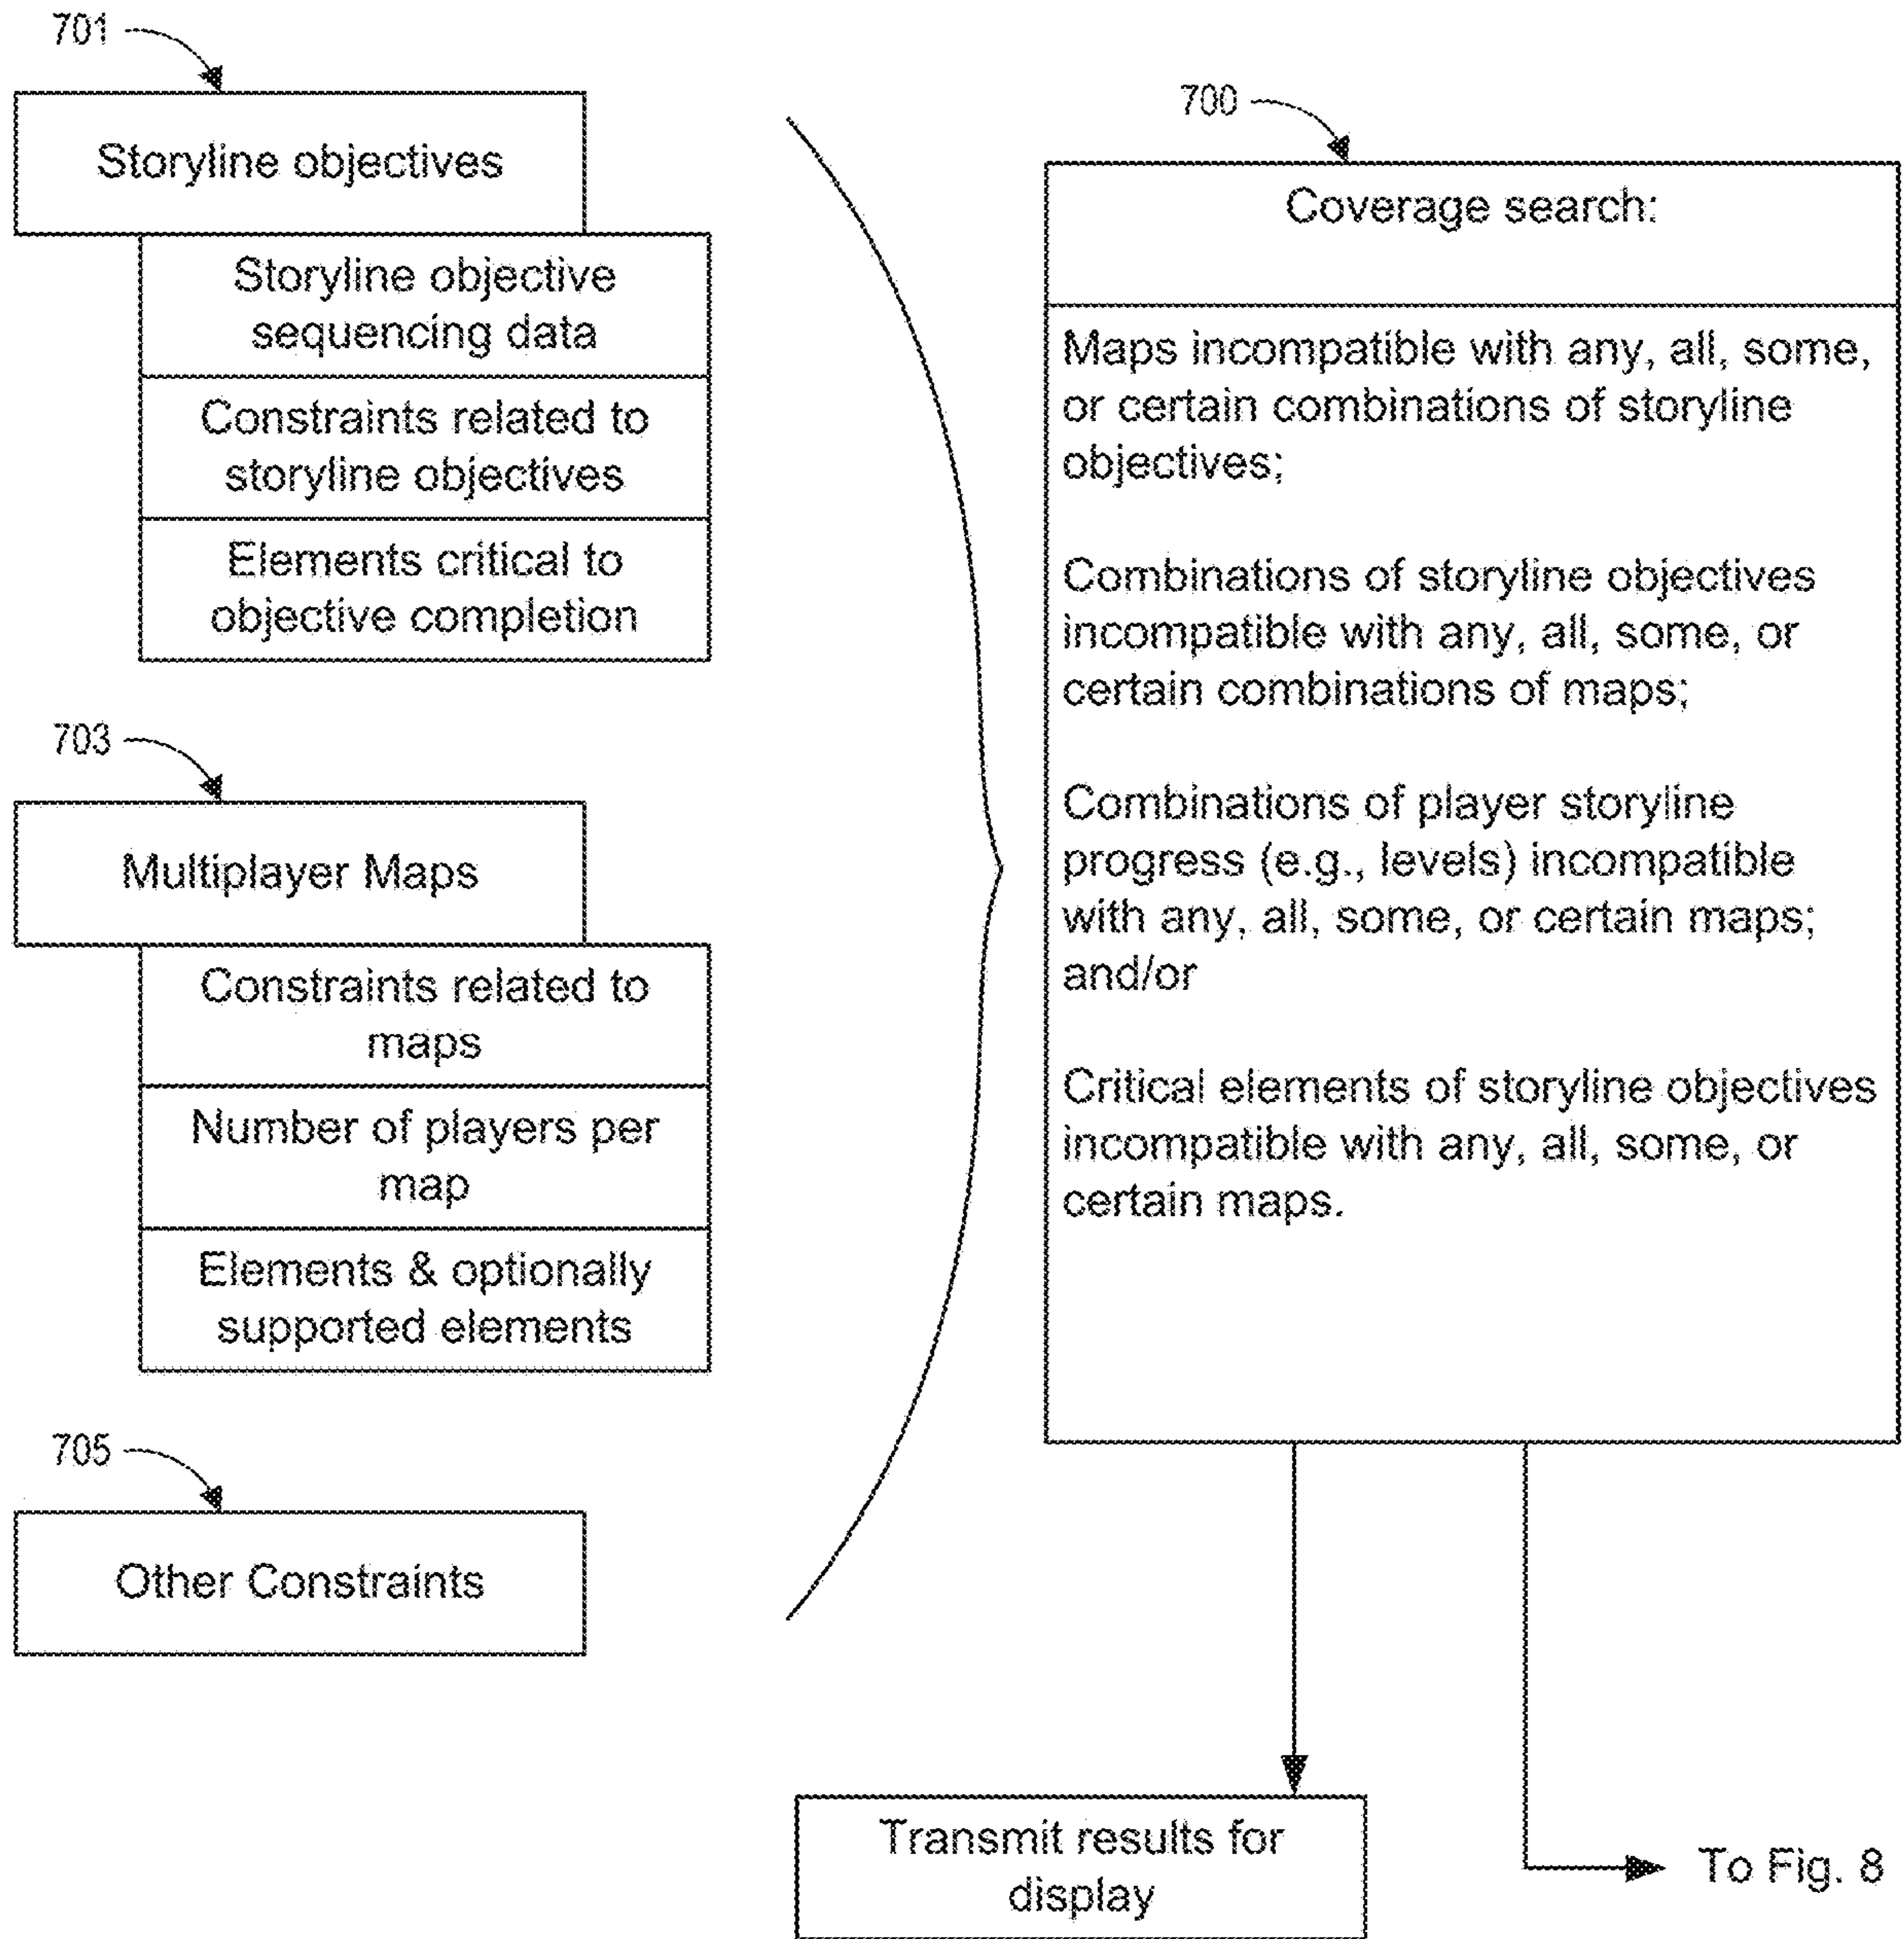 701
Storyline objectives
Storyline objective
sequencing data
Constraints related to
storyline objectives
Elements critical to
objective completion
703
Multiplayer Maps
Constraints related to
maps
Number of players per
map
Elements & optionally
supported elements
705
Other Constraints
700
Coverage search:
Maps incompatible with any, all, some,
or certain combinations of storyline
objectives;
Combinations of storyline objectives
incompatible with any, all, some, or
certain combinations of maps;
Combinations of player storyline
progress (e.g., levels) incompatible
with any, all, some, or certain maps;
and/or
Critical elements of storyline objectives
incompatible with any, all, some, or
certain maps.
Transmit results for
display
To Fig. 8